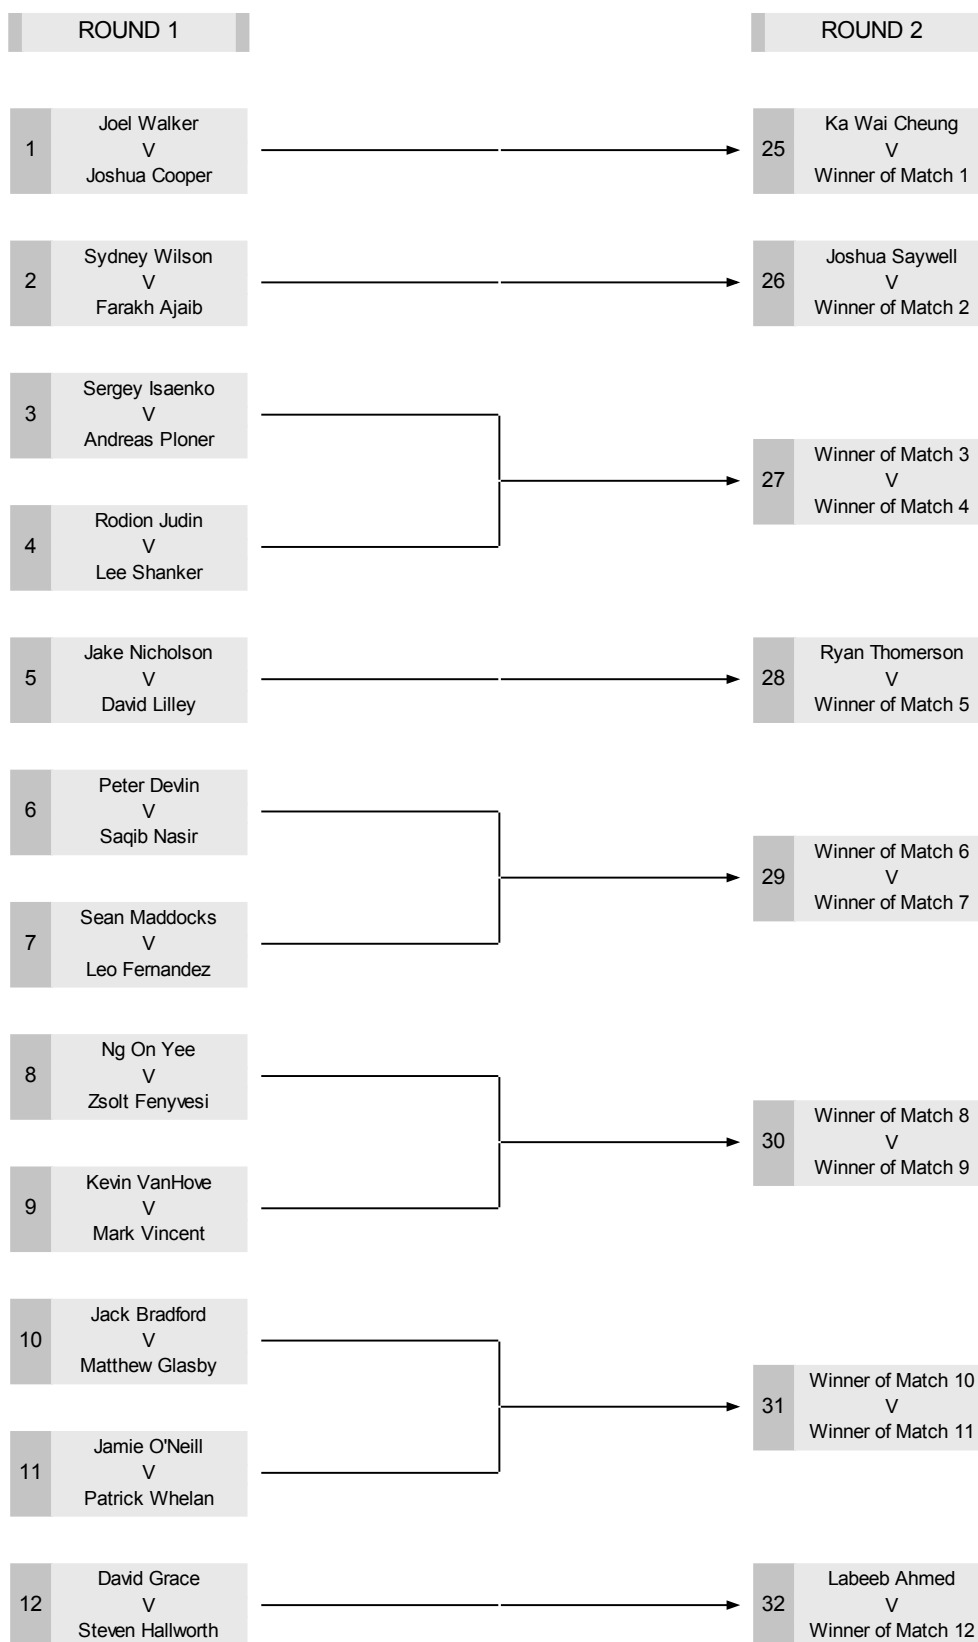 ROUND 1
ROUND 2
1
Joel Walker
V
Joshua Cooper
25
Ka Wai Cheung
V
Winner of Match 1
2
Sydney Wilson
V
Farakh Ajaib
26
Joshua Saywell
V
Winner of Match 2
3
Sergey Isaenko
V
Andreas Ploner
27
Winner of Match 3
V
Winner of Match 4
4
Rodion Judin
V
Lee Shanker
5
Jake Nicholson
V
David Lilley
28
Ryan Thomerson
V
Winner of Match 5
6
Peter Devlin
V
Saqib Nasir
29
Winner of Match 6
V
Winner of Match 7
7
Sean Maddocks
V
Leo Fernandez
8
Ng On Yee
V
Zsolt Fenyvesi
30
Winner of Match 8
V
Winner of Match 9
9
Kevin VanHove
V
Mark Vincent
10
Jack Bradford
V
Matthew Glasby
31
Winner of Match 10
V
Winner of Match 11
11
Jamie O'Neill
V
Patrick Whelan
12
David Grace
V
Steven Hallworth
32
Labeeb Ahmed
V
Winner of Match 12